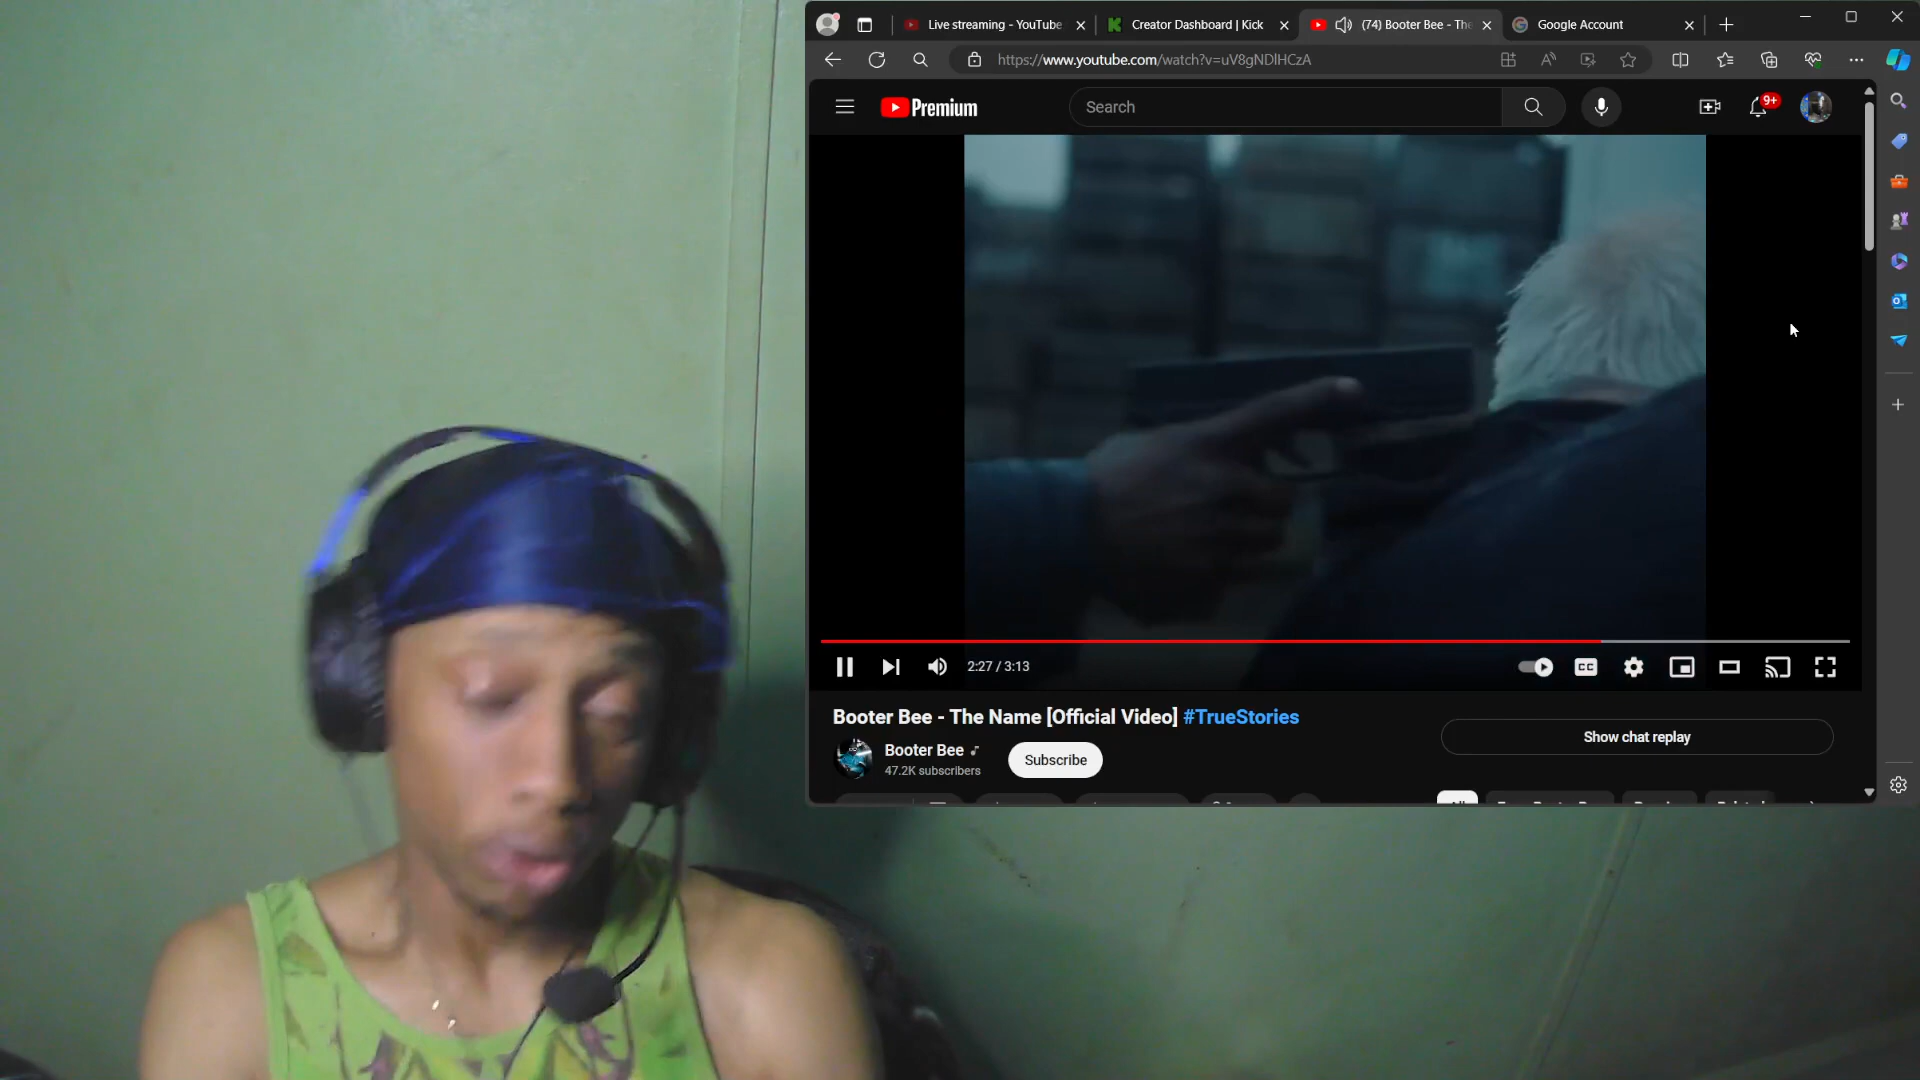 Live streaming - YouTube
Creator Dashboard | Kick
(74) Booter Bee - The
Google Account
https://www.youtube.com/watch?v=uV8gNDlHCzA
Premium
Search
9+
2:27 / 3:13
CC
Booter Bee - The Name [Official Video] #TrueStories
Booter Bee
47.2K subscribers
Subscribe
Show chat replay